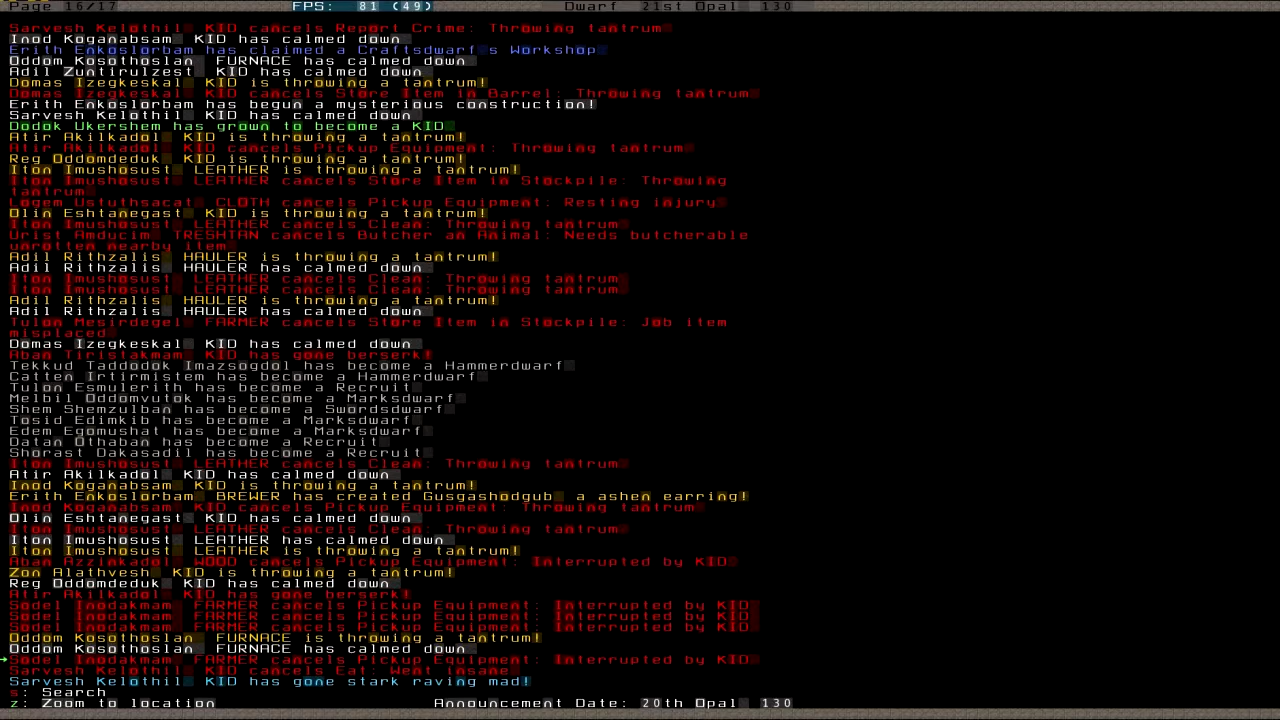 Page 16/17 FPS: 81 (49) Dwarf 21st Opal 130
Sarvesh Kelothil KID cancels Report Crime: Throwing tantrum
Inod Koganabsam KID has calmed down
Erith Enkoslorbam has claimed a Craftsdwarf s Workshop
Oddom Kosothoslan FURNACE has calmed down
Adil Zuntirulzest KID has calmed down
Domas Izegkeskal KID is throwing a tantrum!
Domas Izegkeskal KID cancels Store Item in Barrel: Throwing tantrum
Erith Enkoslorbam has begun a mysterious construction!
Sarvesh Kelothil KID has calmed down
Dodok Ukershem has grown to become a KID
Atir Akilkadol KID is throwing a tantrum!
Atir Akilkadol KID cancels Pickup Equipment: Throwing tantrum
Reg Oddomdeduk KID is throwing a tantrum!
Iton Imushosust LEATHER is throwing a tantrum!
Iton Imushosust LEATHER cancels Store Item in Stockpile: Throwing
tantrum
Logem Ustuthsacat CLOTH cancels Pickup Equipment: Resting injury
Olin Eshtanegast KID is throwing a tantrum!
Iton Imushosust LEATHER cancels Clean: Throwing tantrum
Urist Amducim TRESHTAN cancels Butcher an Animal: Needs butcherable
unrotten nearby item
Adil Rithzalis HAULER is throwing a tantrum!
Adil Rithzalis HAULER has calmed down
Iton Imushosust LEATHER cancels Clean: Throwing tantrum
Iton Imushosust LEATHER cancels Clean: Throwing tantrum
Adil Rithzalis HAULER is throwing a tantrum!
Adil Rithzalis HAULER has calmed down
Tulon Mesirdegel FARMER cancels Store Item in Stockpile: Job item
misplaced
Domas Izegkeskal KID has calmed down
Aban Tiristakmam KID has gone berserk!
Tekkud Taddodok Imazsogdol has become a Hammerdwarf
Catten Irtirmistem has become a Hammerdwarf
Tulon Esmulerith has become a Recruit
Melbil Oddomvutok has become a Marksdwarf
Shem Shemzulban has become a Swordsdwarf
Tosid Edimkib has become a Marksdwarf
Edem Egomushat has become a Marksdwarf
Datan Othaban has become a Recruit
Shorast Dakasadil has become a Recruit
Iton Imushosust LEATHER cancels Clean: Throwing tantrum
Atir Akilkadol KID has calmed down
Inod Koganabsam KID is throwing a tantrum!
Erith Enkoslorbam BREWER has created Gusgashodgub a ashen earring!
Inod Koganabsam KID cancels Pickup Equipment: Throwing tantrum
Olin Eshtanegast KID has calmed down
Iton Imushosust LEATHER cancels Clean: Throwing tantrum
Iton Imushosust LEATHER has calmed down
Iton Imushosust LEATHER is throwing a tantrum!
Aban Azzinkadol WOOD cancels Pickup Equipment: Interrupted by KID
Zon Alathvesh KID is throwing a tantrum!
Reg Oddomdeduk KID has calmed down
Atir Akilkadol KID has gone berserk!
Sodel Inodakmam FARMER cancels Pickup Equipment: Interrupted by KID
Sodel Inodakmam FARMER cancels Pickup Equipment: Interrupted by KID
Sodel Inodakmam FARMER cancels Pickup Equipment: Interrupted by KID
Oddom Kosothoslan FURNACE is throwing a tantrum!
Oddom Kosothoslan FURNACE has calmed down
Sodel Inodakmam FARMER cancels Pickup Equipment: Interrupted by KID
Sarvesh Kelothil KID cancels Eat: Went insane
Sarvesh Kelothil KID has gone stark raving mad!
s: Search
z: Zoom to location Announcement Date: 20th Opal 130